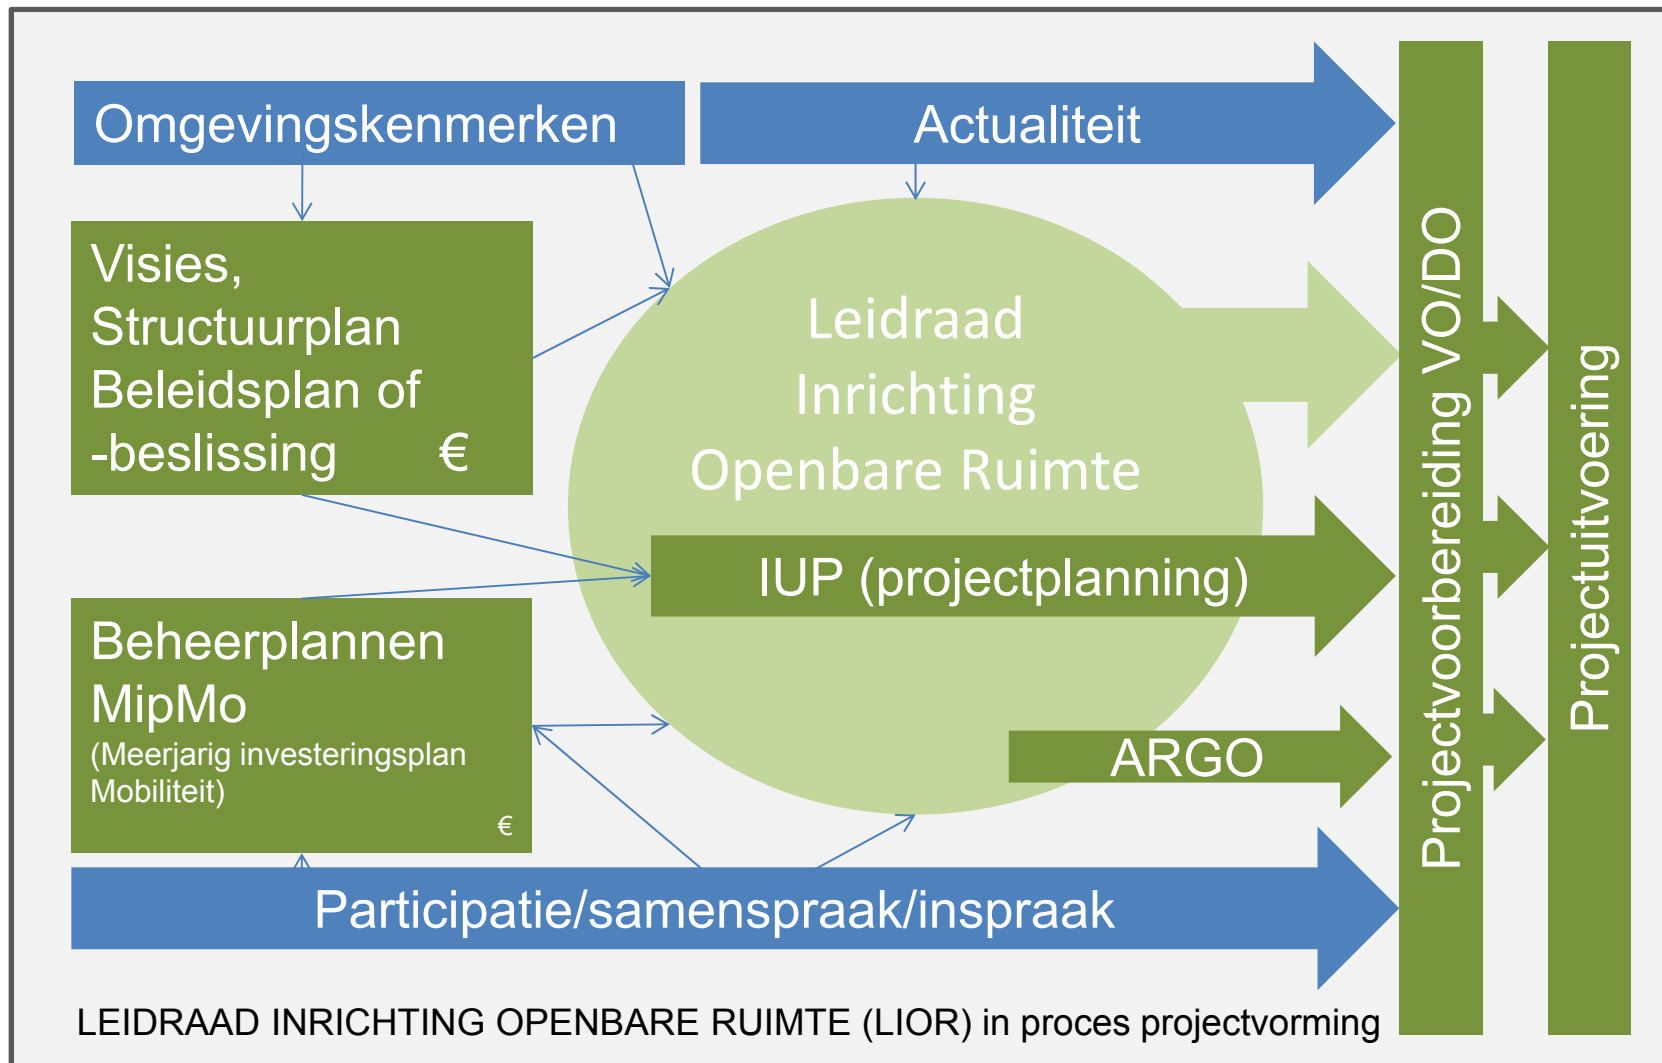 Omgevingskenmerken
Actualiteit
Visies,
Structuurplan
Beleidsplan of
-beslissing €
Leidraad
Inrichting
Openbare Ruimte
IUP (projectplanning)
Beheerplannen
MipMo
(Meerjarig investeringsplan
Mobiliteit)
€
ARGO
Participatie/samenspraak/inspraak
Projectvoorbereiding VO/DO
Projectuitvoering
LEIDRAAD INRICHTING OPENBARE RUIMTE (LIOR) in proces projectvorming